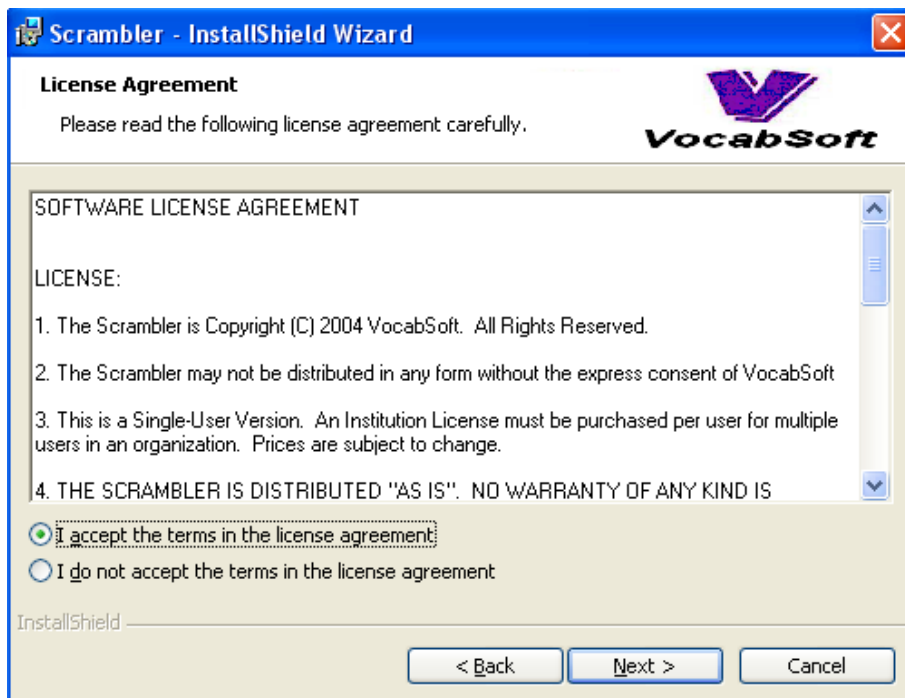 Scrambler - InstallShield Wizard
License Agreement
Please read the following license agreement carefully.
VocabSoft
SOFTWARE LICENSE AGREEMENT
LICENSE:
1. The Scrambler is Copyright (C) 2004 VocabSoft.  All Rights Reserved.
2. The Scrambler may not be distributed in any form without the express consent of VocabSoft
3. This is a Single-User Version.  An Institution License must be purchased per user for multiple
users in an organization.  Prices are subject to change.
4. THE SCRAMBLER IS DISTRIBUTED "AS IS".  NO WARRANTY OF ANY KIND IS
I accept the terms in the license agreement
I do not accept the terms in the license agreement
InstallShield
< Back
Next >
Cancel